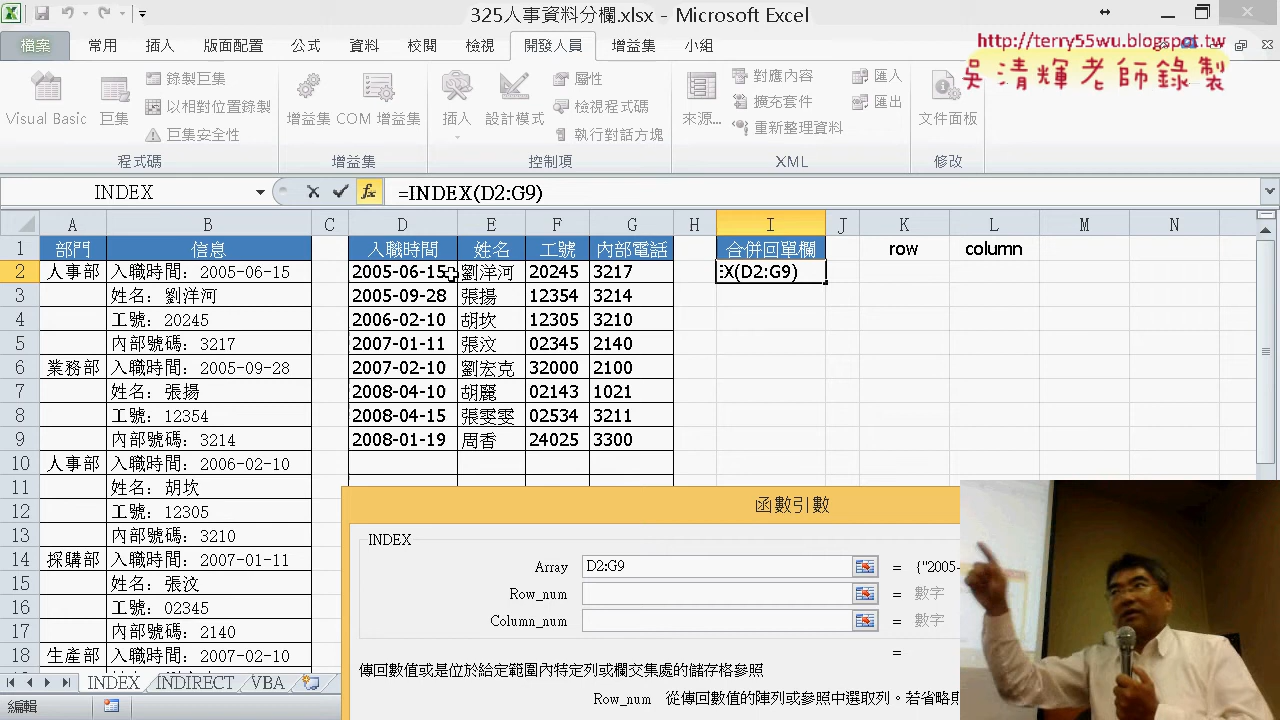 325人事資料分欄.xlsx - Microsoft Excel
http://terry55wu.blogspot.tw
吳清輝老師錄製
檔案 常用 插入 版面配置 公式 資料 校閱 檢視 開發人員 增益集 小組
Visual Basic 巨集 錄製巨集 以相對位置錄製 巨集安全性
增益集 COM 增益集 插入 設計模式 屬性 檢視程式碼 執行對話方塊
來源... 對應內容 擴充套件 重新整理資料 匯入 匯出 文件面板
程式碼 增益集 控制項 XML 修改
INDEX =INDEX(D2:G9)
A B C D E F G H I J K L M N
1 部門 信息 入職時間 姓名 工號 內部電話 合併回單欄 row column
2 人事部 入職時間：2005-06-15 2005-06-15 劉洋河 20245 3217 X(D2:G9)
3 姓名：劉洋河 2005-09-28 張揚 12354 3214
4 工號：20245 2006-02-10 胡坎 12305 3210
5 內部號碼：3217 2007-01-11 張汶 02345 2140
6 業務部 入職時間：2005-09-28 2007-02-10 劉宏克 32000 2100
7 姓名：張揚 2008-04-10 胡麗 02143 1021
8 工號：12354 2008-04-15 張雯雯 02534 3211
9 內部號碼：3214 2008-01-19 周香 24025 3300
10 人事部 入職時間：2006-02-10
11 姓名：胡坎
12 工號：12305
13 內部號碼：3210
14 採購部 入職時間：2007-01-11
15 姓名：張汶
16 工號：02345
17 內部號碼：2140
18 生產部 入職時間：2007-02-10
函數引數
INDEX
Array D2:G9 = {"2005-
Row_num = 數字
Column_num = 數字
=
傳回數值或是位於給定範圍內特定列或欄交集處的儲存格參照
Row_num 從傳回數值的陣列或參照中選取列。若省略則
INDEX INDIRECT VBA
編輯